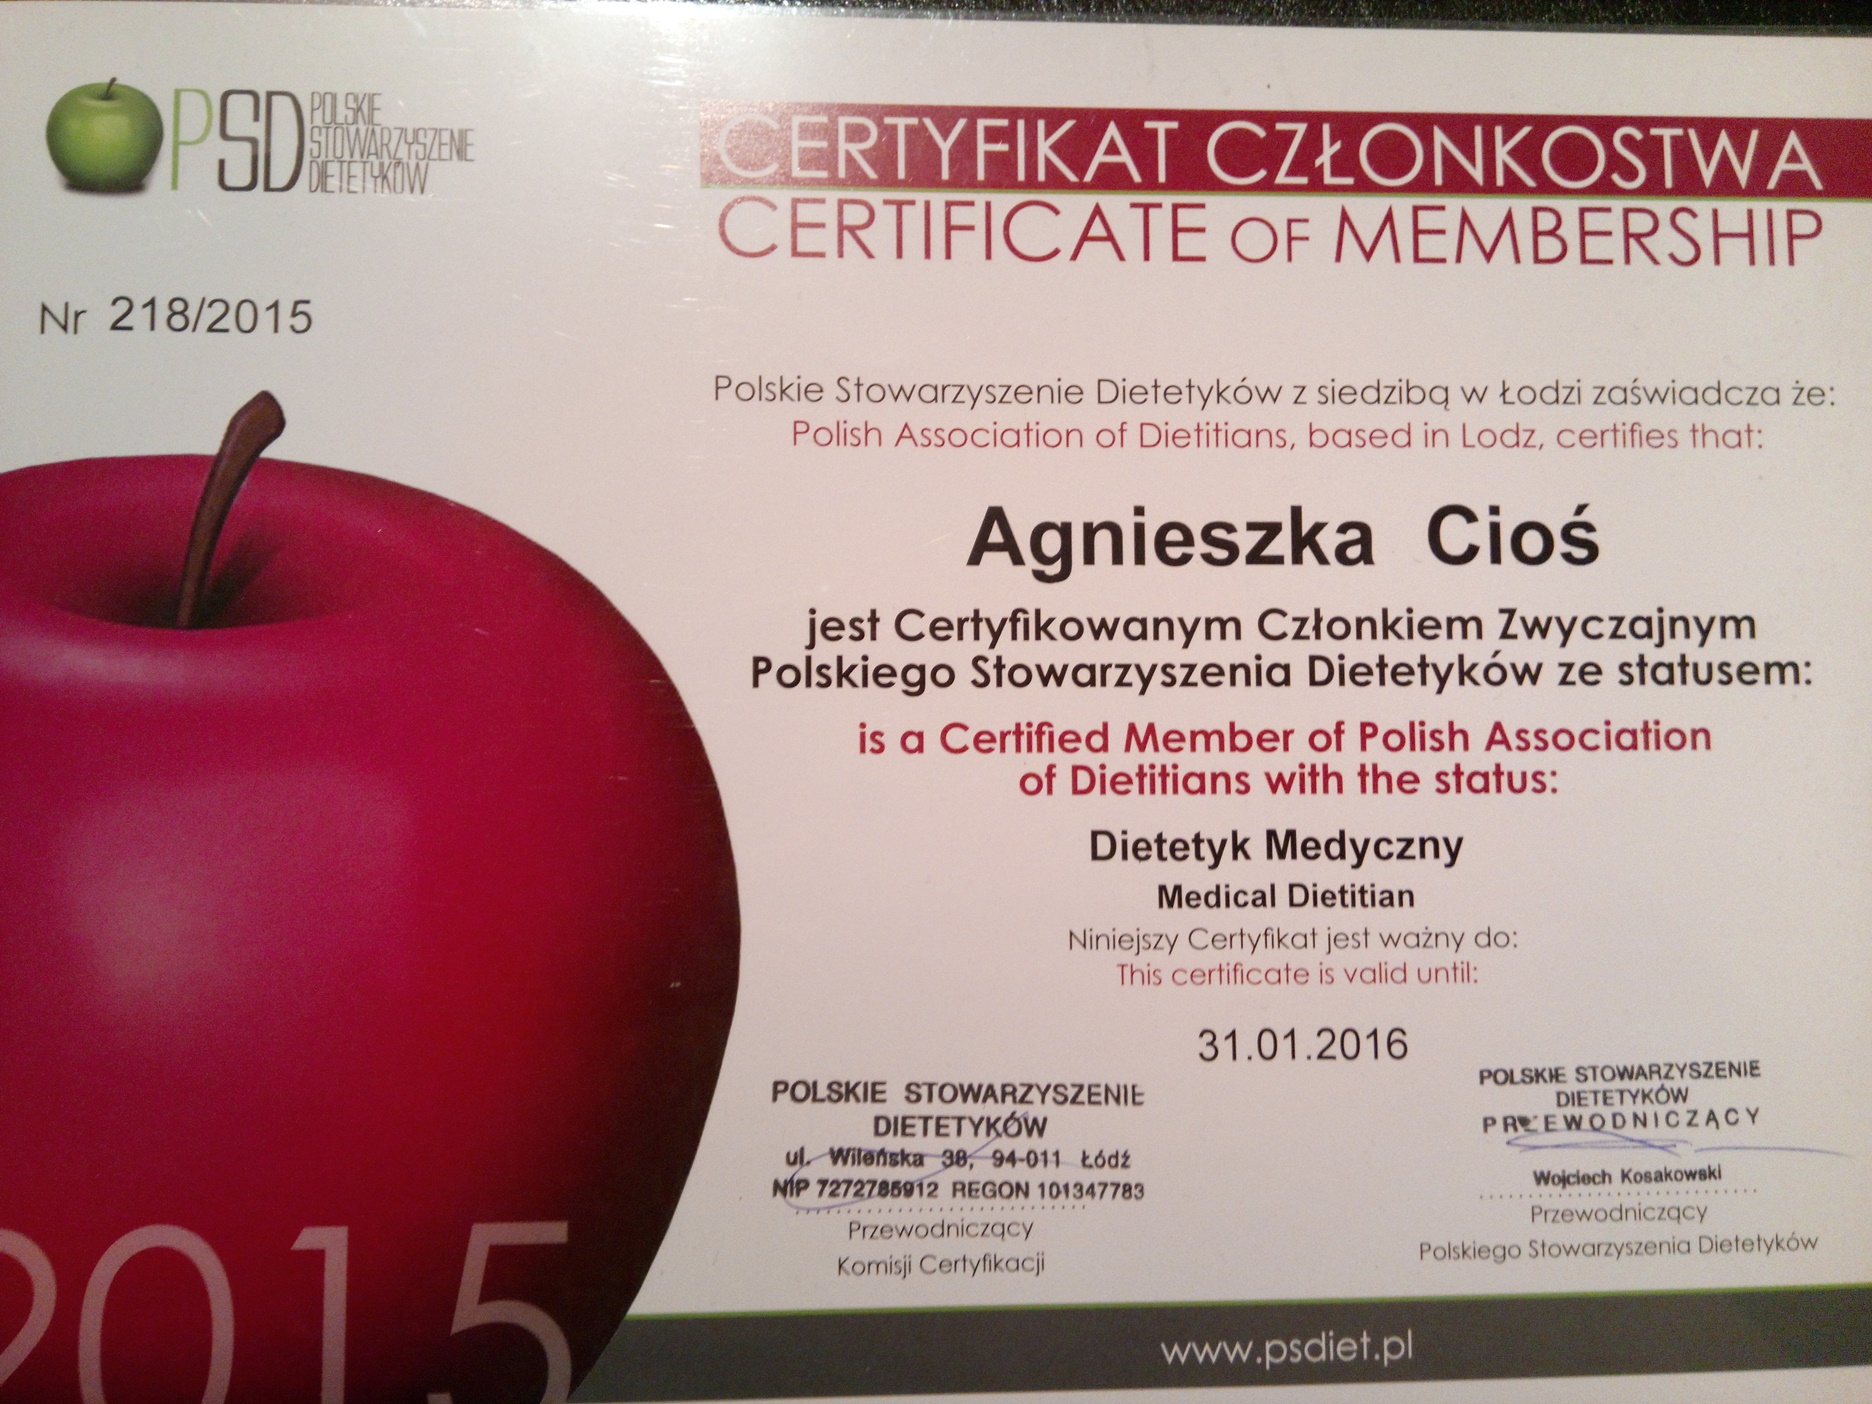 PSD POLSKIE
STOWARZYSZENIE
DIETETYKÓW
CERTYFIKAT CZŁONKOSTWA
CERTIFICATE OF MEMBERSHIP
Nr 218/2015
Polskie Stowarzyszenie Dietetyków z siedzibą w Łodzi zaświadcza że:
Polish Association of Dietitians, based in Lodz, certifies that:
Agnieszka Cioś
jest Certyfikowanym Członkiem Zwyczajnym
Polskiego Stowarzyszenia Dietetyków ze statusem:
is a Certified Member of Polish Association
of Dietitians with the status:
Dietetyk Medyczny
Medical Dietitian
Niniejszy Certyfikat jest ważny do:
This certificate is valid until:
31.01.2016
POLSKIE STOWARZYSZENIE
DIETETYKÓW
ul. Wileńska 38, 94-011 Łódź
NIP 7272785912 REGON 101347783
Przewodniczący
Komisji Certyfikacji
POLSKIE STOWARZYSZENIE
DIETETYKÓW
PRZEWODNICZĄCY
Wojciech Kosakowski
Przewodniczący
Polskiego Stowarzyszenia Dietetyków
2015
www.psdiet.pl